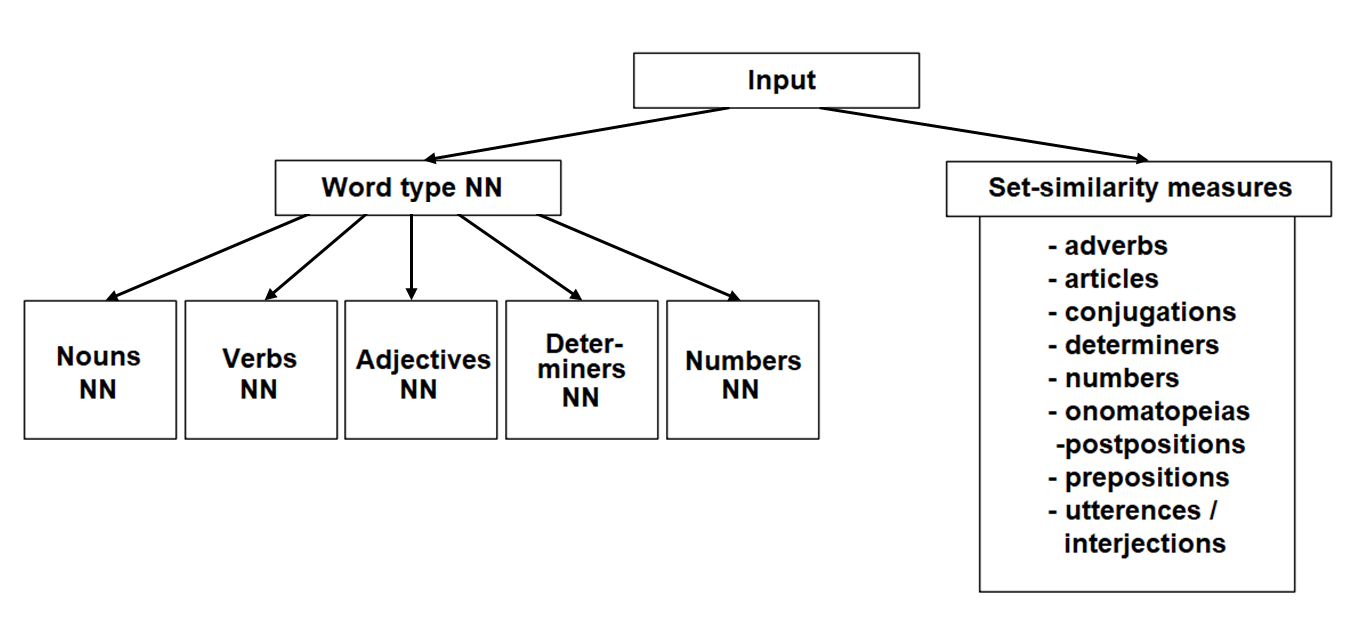 Input
Word type NN
Set-similarity measures
Nouns
NN
Verbs
NN
Adjectives
NN
Deter-
miners
NN
Numbers
NN
- adverbs
- articles
- conjugations
- determiners
- numbers
- onomatopeias
-postpositions
- prepositions
- utterences /
interjections